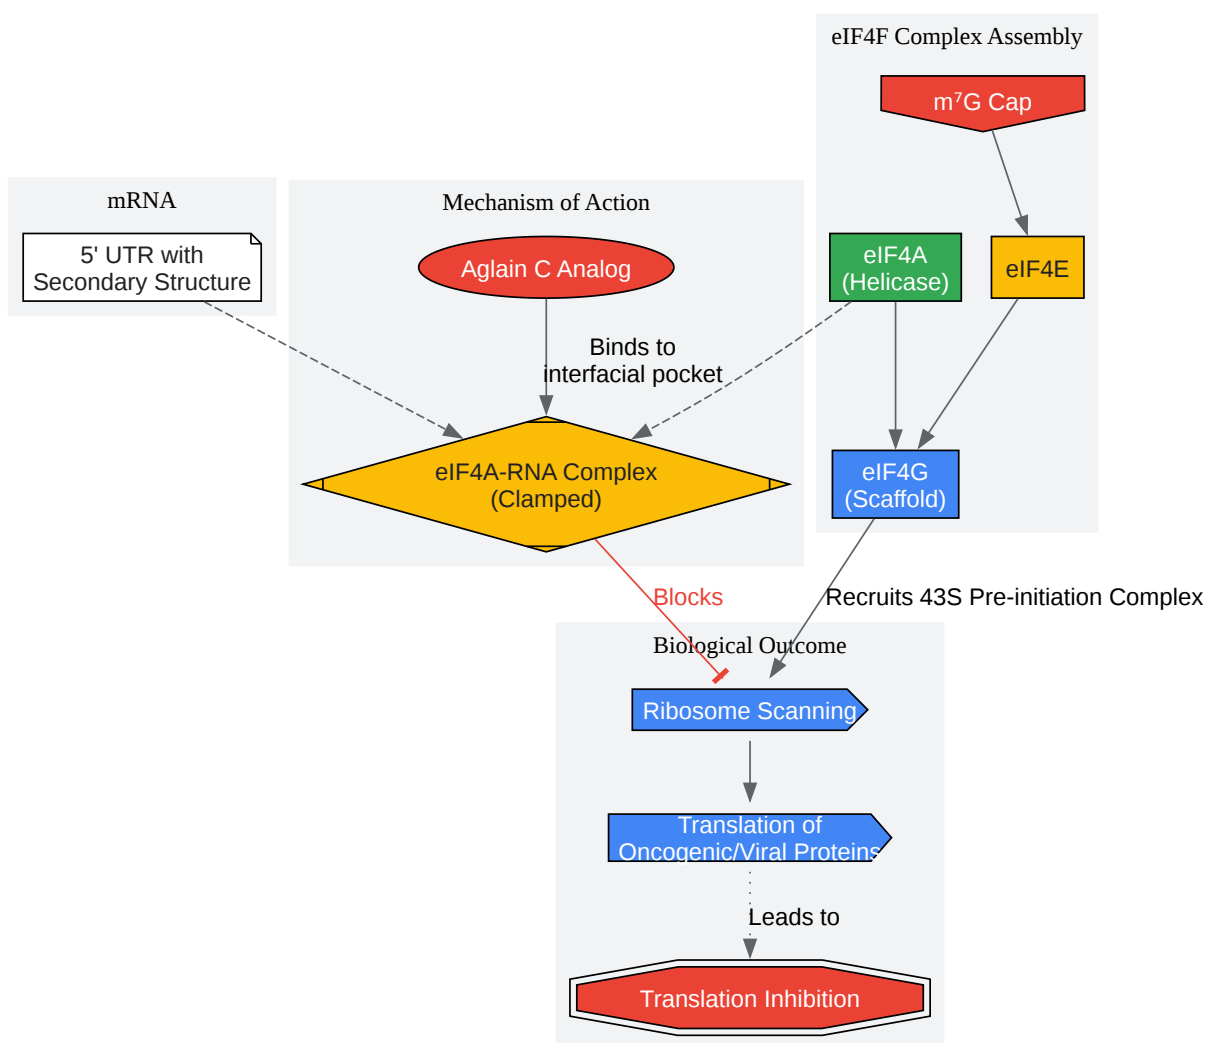 eIF4F Complex Assembly
m⁷G Cap
mRNA
5' UTR with
Secondary Structure
Mechanism of Action
Aglain C Analog
eIF4A
(Helicase)
eIF4E
Binds to
interfacial pocket
eIF4A-RNA Complex
(Clamped)
eIF4G
(Scaffold)
Blocks
Recruits 43S Pre-initiation Complex
Biological Outcome
Ribosome Scanning
Translation of
Oncogenic/Viral Proteins
Leads to
Translation Inhibition